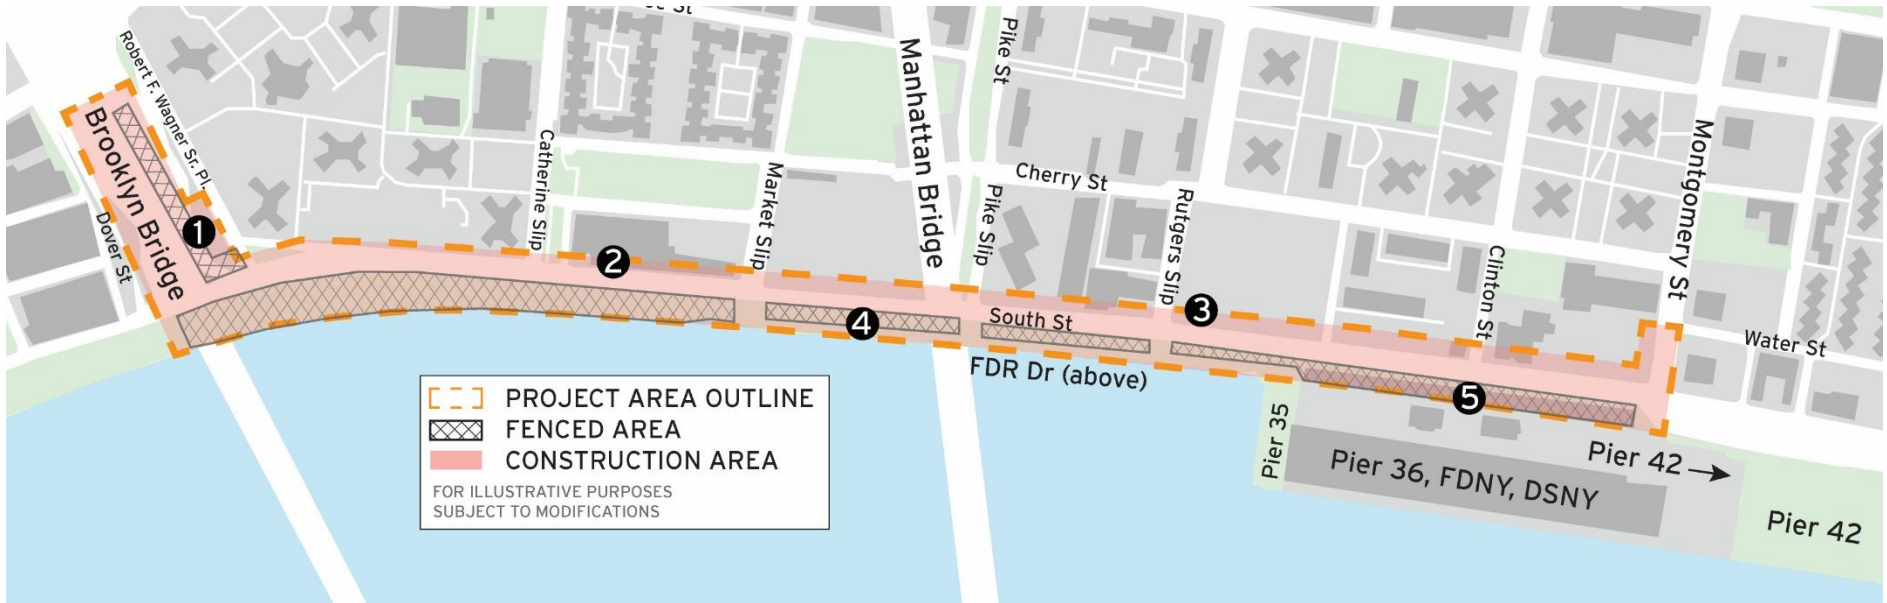 st St
Robert F. Wagner Sr. Pl.
Brooklyn Bridge
Dover St
Catherine Slip
Market Slip
Manhattan Bridge
Pike St
Pike Slip
Cherry St
Rutgers Slip
Clinton St
Montgomery St
Water St
1
2
3
4
5
South St
FDR Dr (above)
Pier 35
Pier 36, FDNY, DSNY
Pier 42
Pier 42
PROJECT AREA OUTLINE
FENCED AREA
CONSTRUCTION AREA
FOR ILLUSTRATIVE PURPOSES
SUBJECT TO MODIFICATIONS